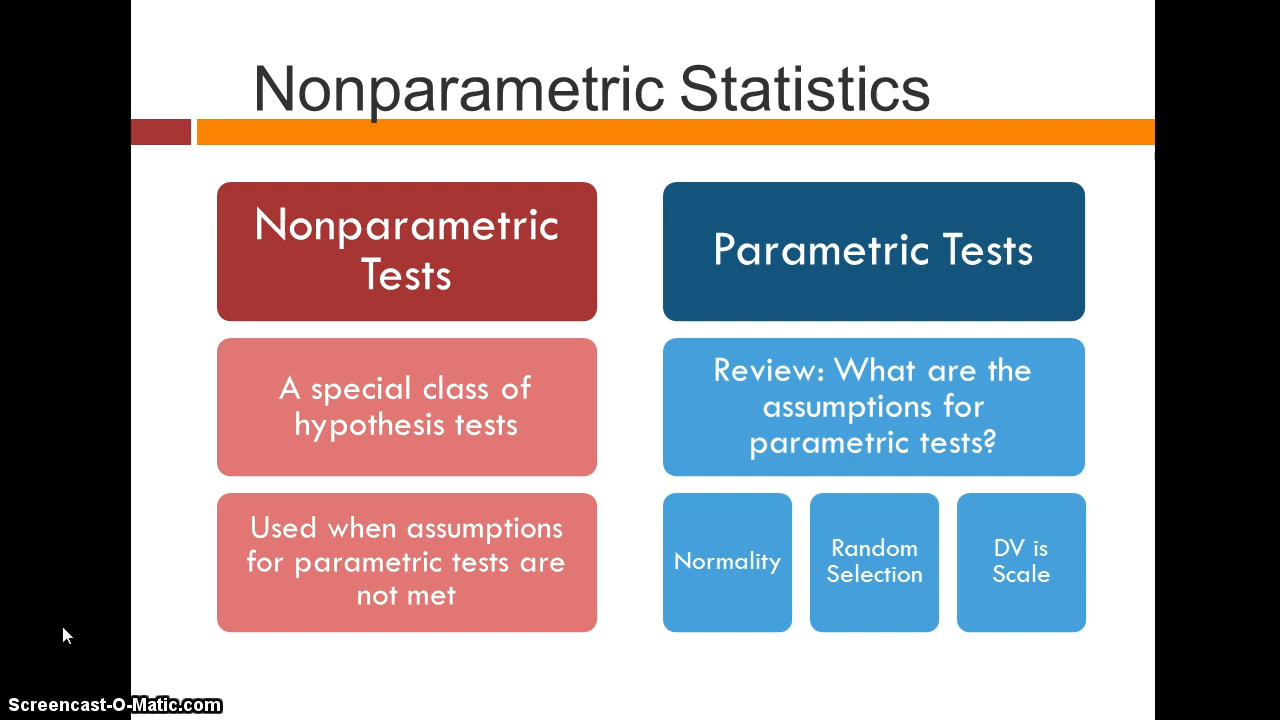 Nonparametric Statistics
Nonparametric
Tests
A special class of
hypothesis tests
Used when assumptions
for parametric tests are
not met
Parametric Tests
Review: What are the
assumptions for
parametric tests?
Normality
Random
Selection
DV is
Scale
Screencast-O-Matic.com